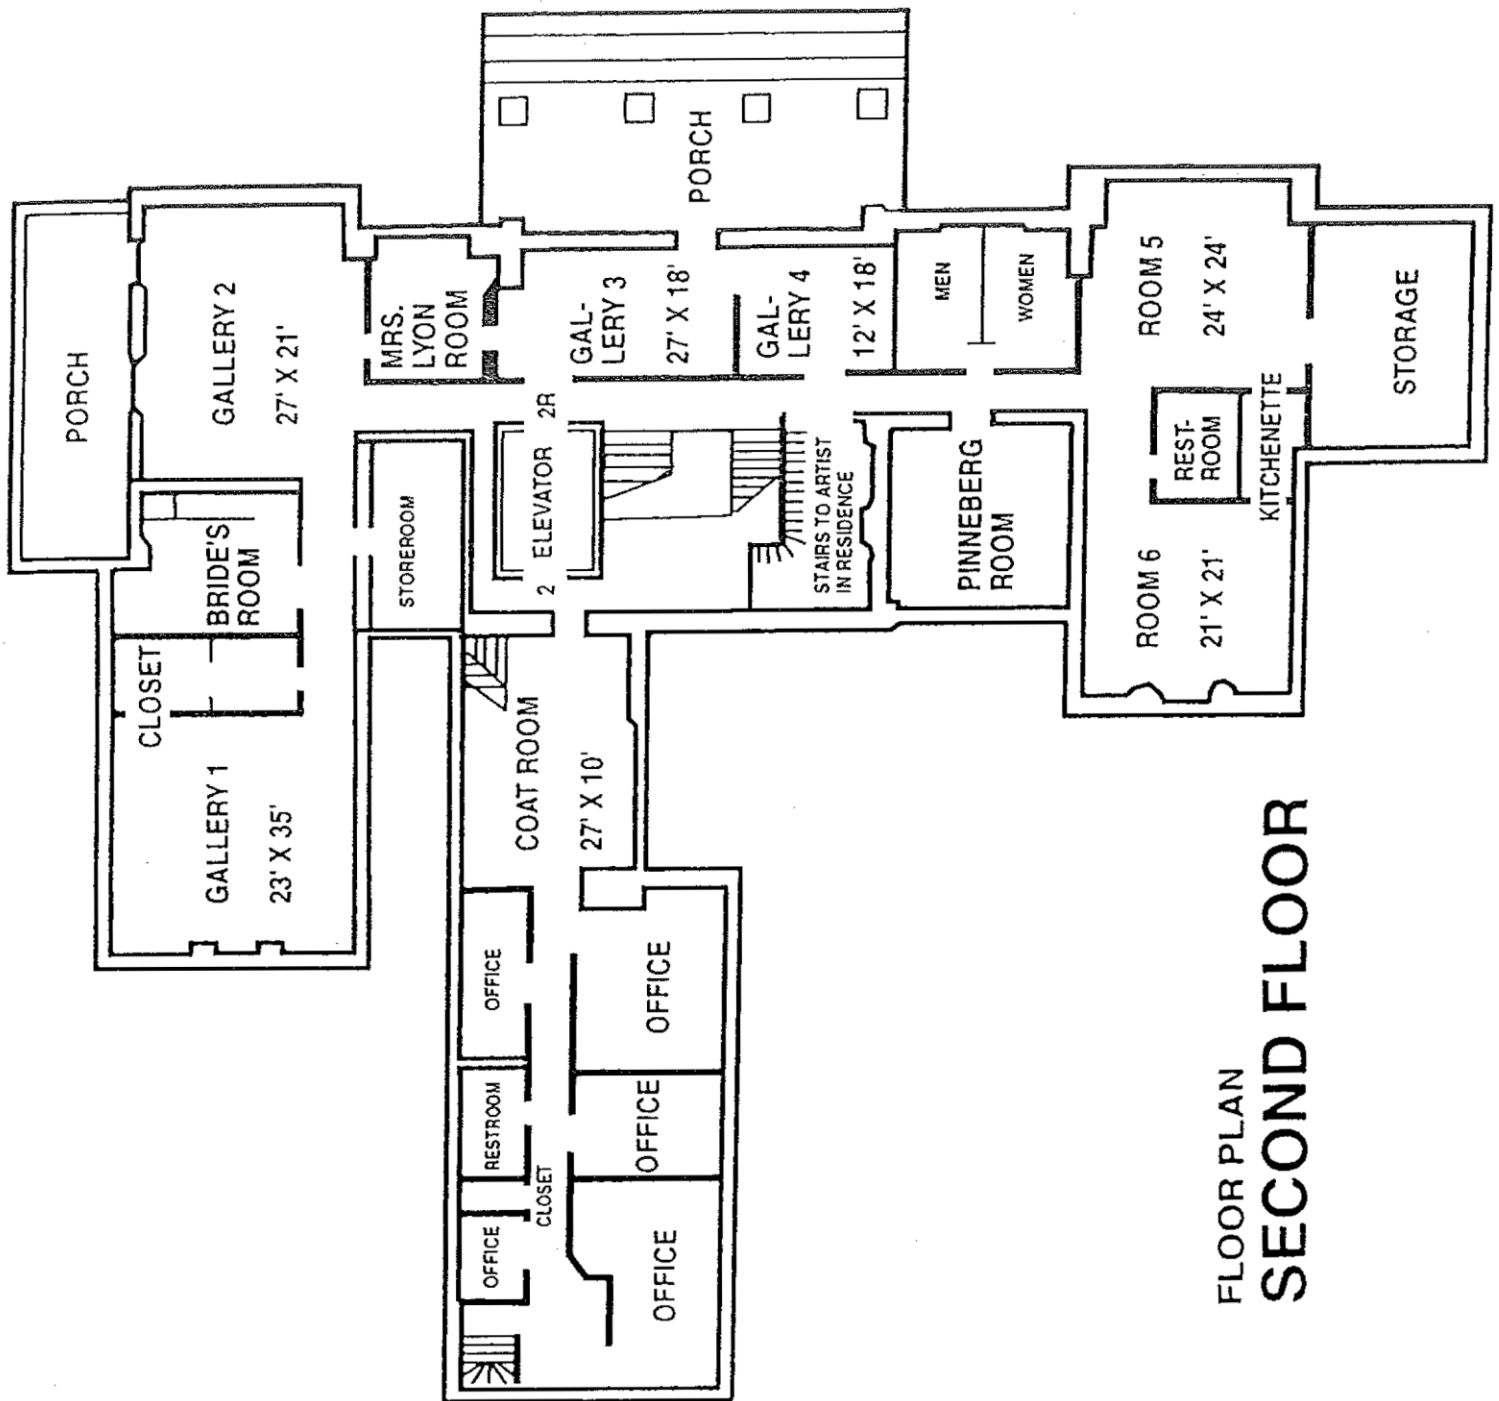 PORCH
GALLERY 2
27' X 21'
MRS.
LYON
ROOM
PORCH
GAL-
LERY 3
27' X 18'
GAL-
LERY 4
12' X 18'
MEN
WOMEN
ROOM 5
24' X 24'
STORAGE
REST-
ROOM
KITCHENETTE
ROOM 6
21' X 21'
PINNEBERG
ROOM
STAIRS TO ARTIST
IN RESIDENCE
2 ELEVATOR 2R
STOREROOM
BRIDE'S
ROOM
CLOSET
GALLERY 1
23' X 35'
COAT ROOM
27' X 10'
OFFICE
OFFICE
RESTROOM
OFFICE
CLOSET
OFFICE
OFFICE
FLOOR PLAN
SECOND FLOOR